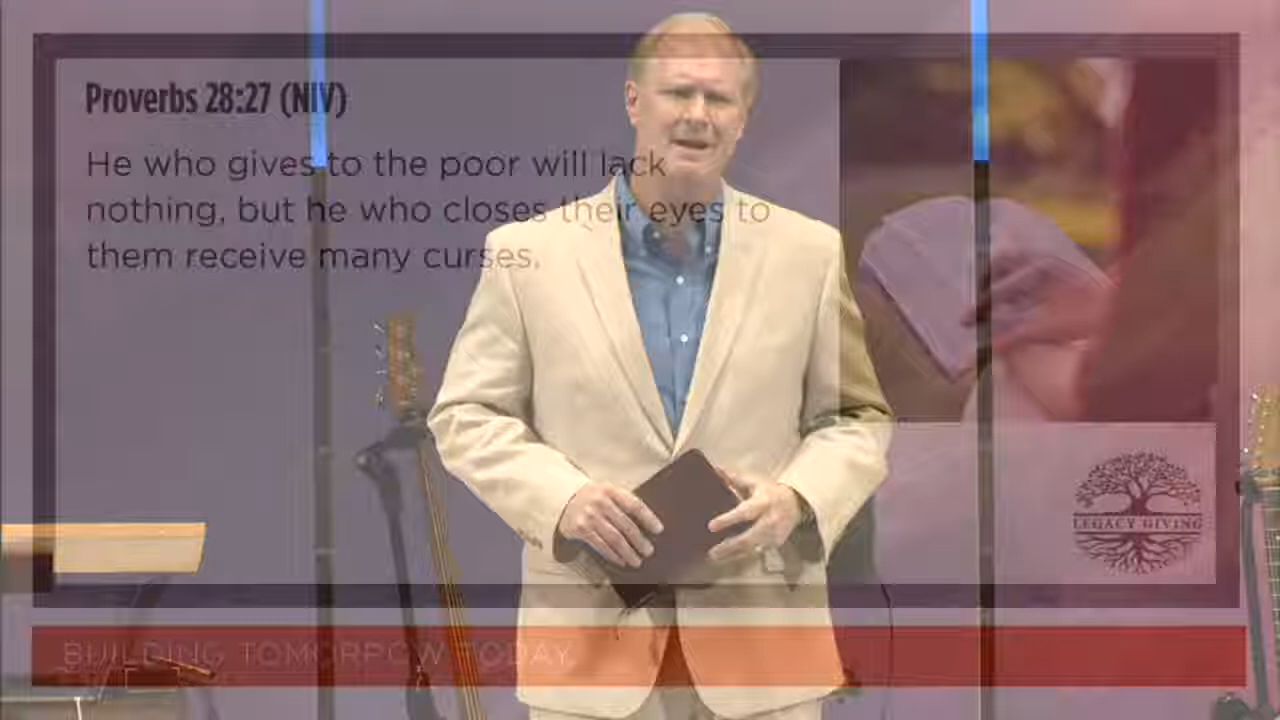 Proverbs 28:27 (NIV)
He who gives to the poor will lack
nothing, but he who closes their eyes to
them receive many curses.
LEGACY GIVING
BUILDING TOMORROW TODAY